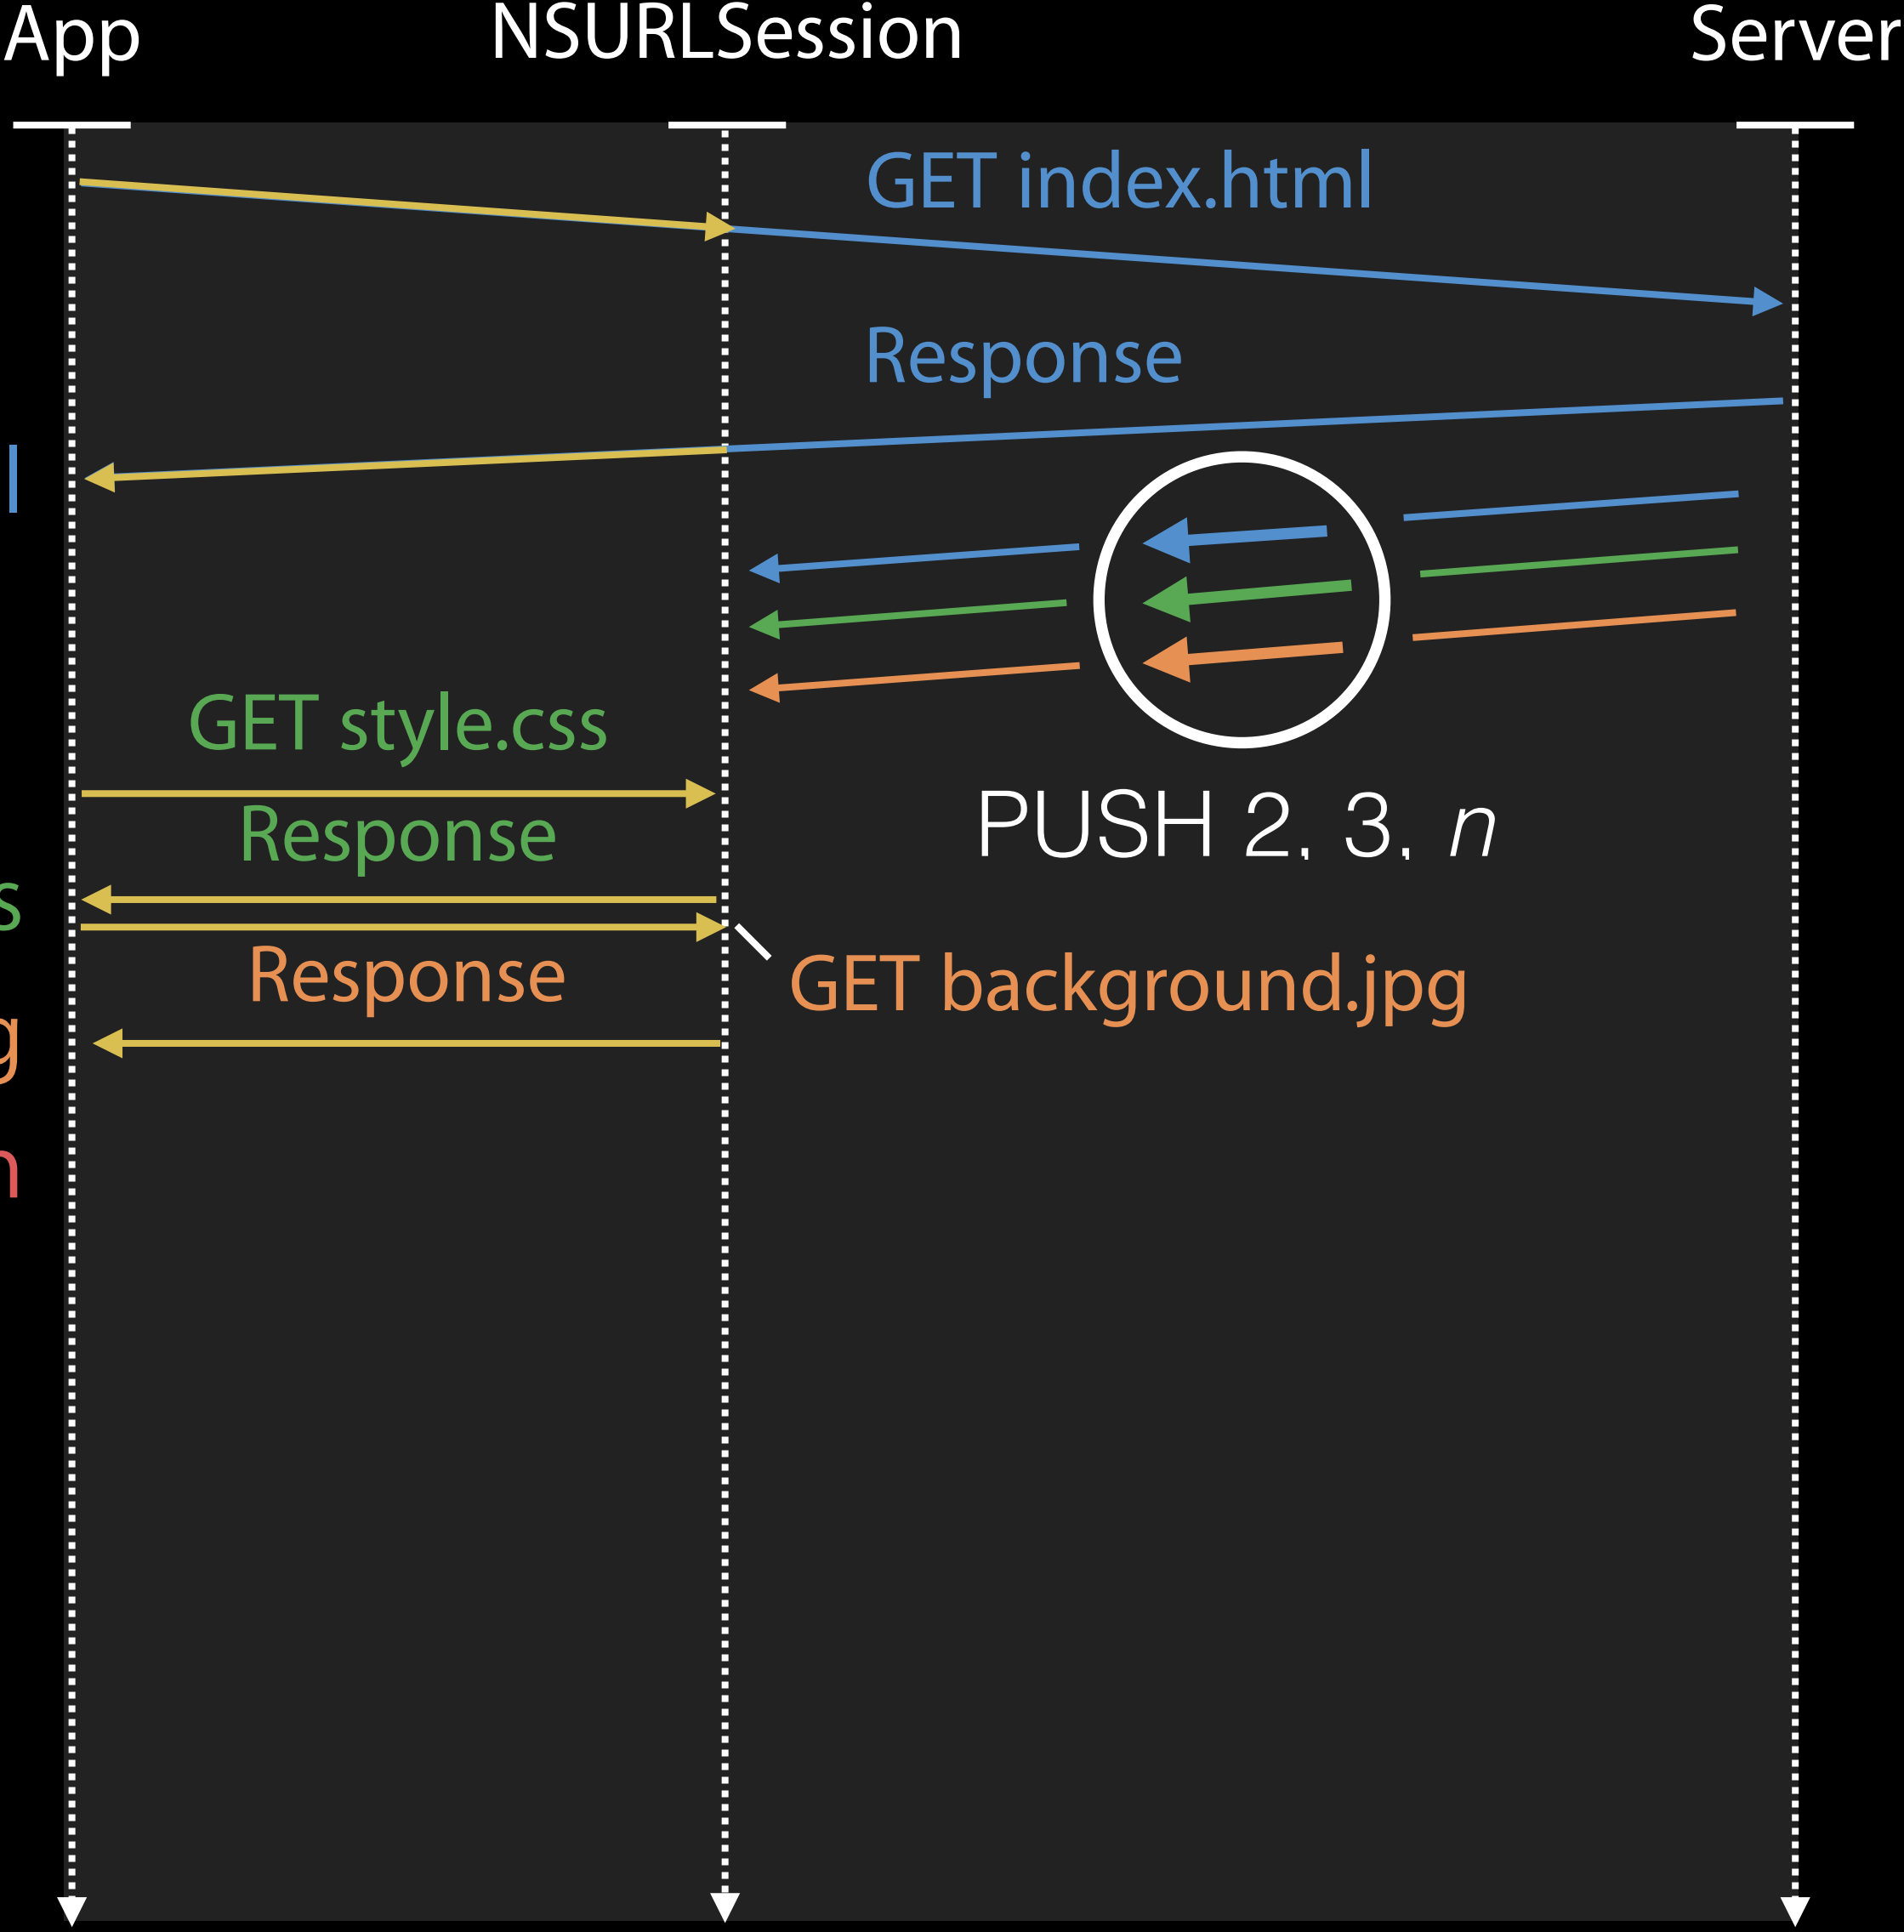 App
NSURLSession
Server
GET index.html
Response
GET style.css
PUSH 2, 3, n
Response
GET background.jpg
Response